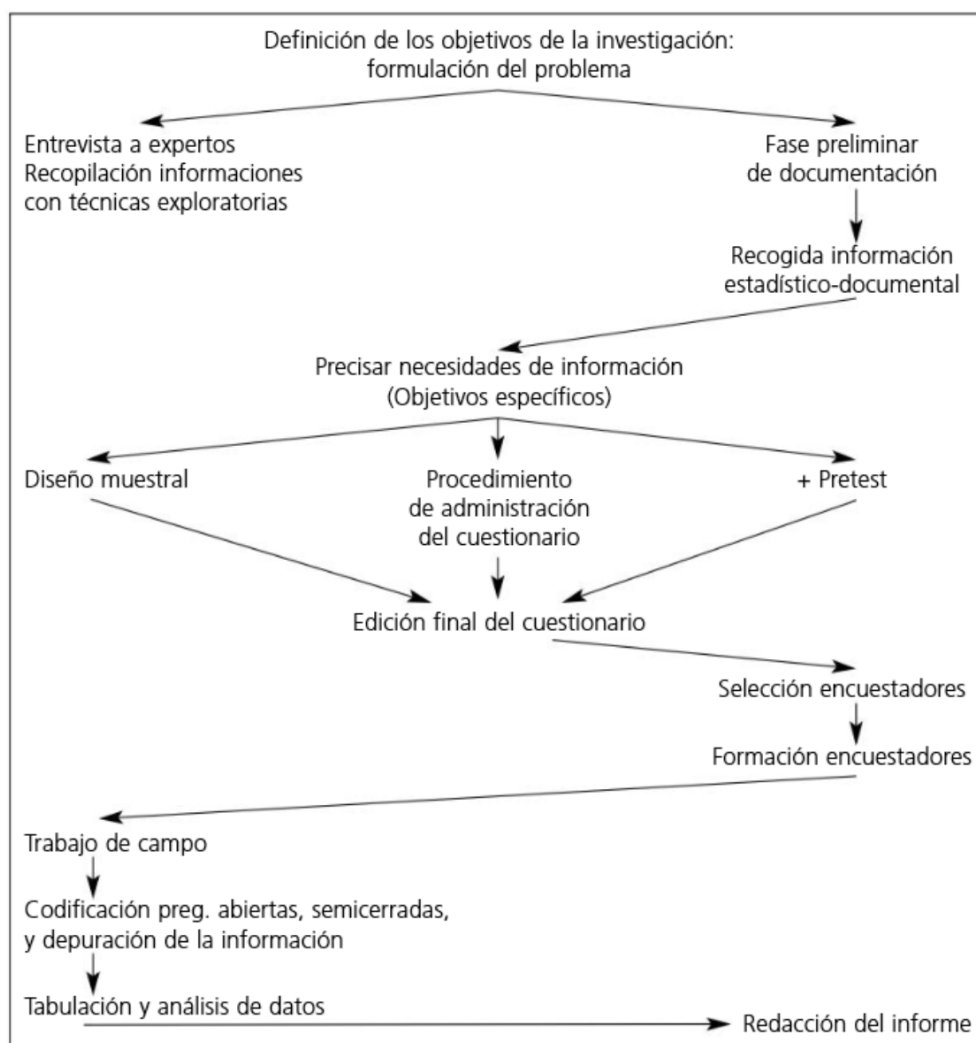 Definición de los objetivos de la investigación:
formulación del problema
Entrevista a expertos
Recopilación informaciones
con técnicas exploratorias
Fase preliminar
de documentación
Recogida información
estadístico-documental
Precisar necesidades de información
(Objetivos específicos)
Diseño muestral
Procedimiento
de administración
del cuestionario
+ Pretest
Edición final del cuestionario
Selección encuestadores
Formación encuestadores
Trabajo de campo
Codificación preg. abiertas, semicerradas,
y depuración de la información
Tabulación y análisis de datos
Redacción del informe